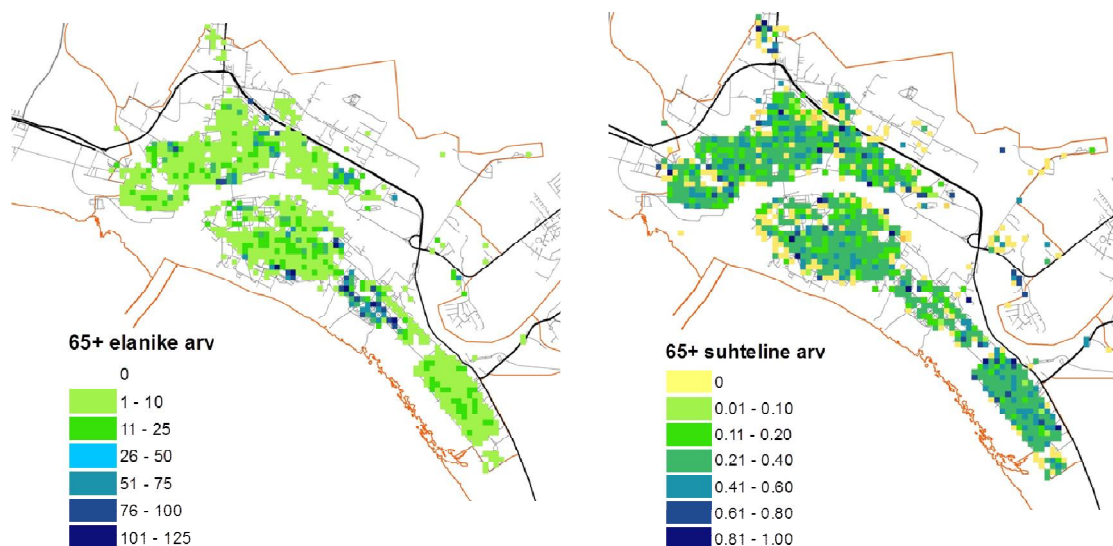 65+ elanike arv
0
1 - 10
11 - 25
26 - 50
51 - 75
76 - 100
101 - 125
65+ suhteline arv
0
0.01 - 0.10
0.11 - 0.20
0.21 - 0.40
0.41 - 0.60
0.61 - 0.80
0.81 - 1.00